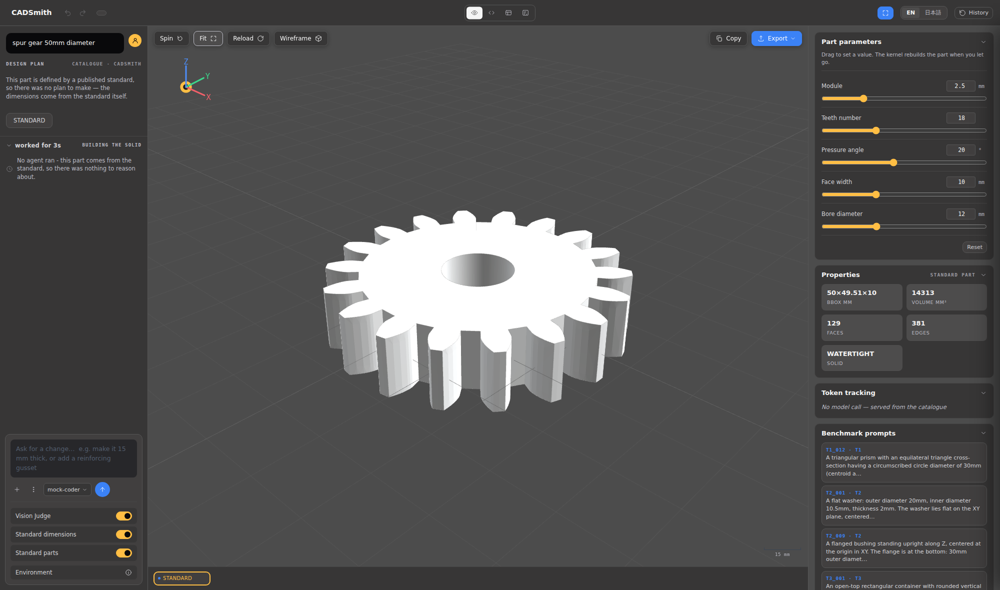 CADSmith
EN
日本語
History
spur gear 50mm diameter
DESIGN PLAN
CATALOGUE · CADSMITH
This part is defined by a published standard,
so there was no plan to make — the
dimensions come from the standard itself.
STANDARD
worked for 3s
BUILDING THE SOLID
No agent ran - this part comes from the
standard, so there was nothing to reason
about.
Ask for a change... e.g. make it 15
mm thick, or add a reinforcing
gusset
mock-coder
Vision Judge
Standard dimensions
Standard parts
Environment
Spin
Fit
Reload
Wireframe
Copy
Export
Z
Y
X
15 mm
STANDARD
Part parameters
Drag to set a value. The kernel rebuilds the part when you let
go.
Module 2.5 mm
Teeth number 18
Pressure angle 20 °
Face width 10 mm
Bore diameter 12 mm
Reset
Properties
STANDARD PART
50×49.51×10
BBOX MM
14313
VOLUME MM³
129
FACES
381
EDGES
WATERTIGHT
SOLID
Token tracking
No model call — served from the catalogue
Benchmark prompts
T1_012 · T1
A triangular prism with an equilateral triangle cross-
section having a circumscribed circle diameter of 30mm
(centroid a…
T2_001 · T2
A flat washer: outer diameter 20mm, inner diameter
10.5mm, thickness 2mm. The washer lies flat on the XY
plane, centered…
T2_009 · T2
A flanged bushing standing upright along Z, centered at
the origin in XY. The flange is at the bottom: 30mm
outer diamet…
T3_001 · T3
An open-top rectangular container with rounded vertical